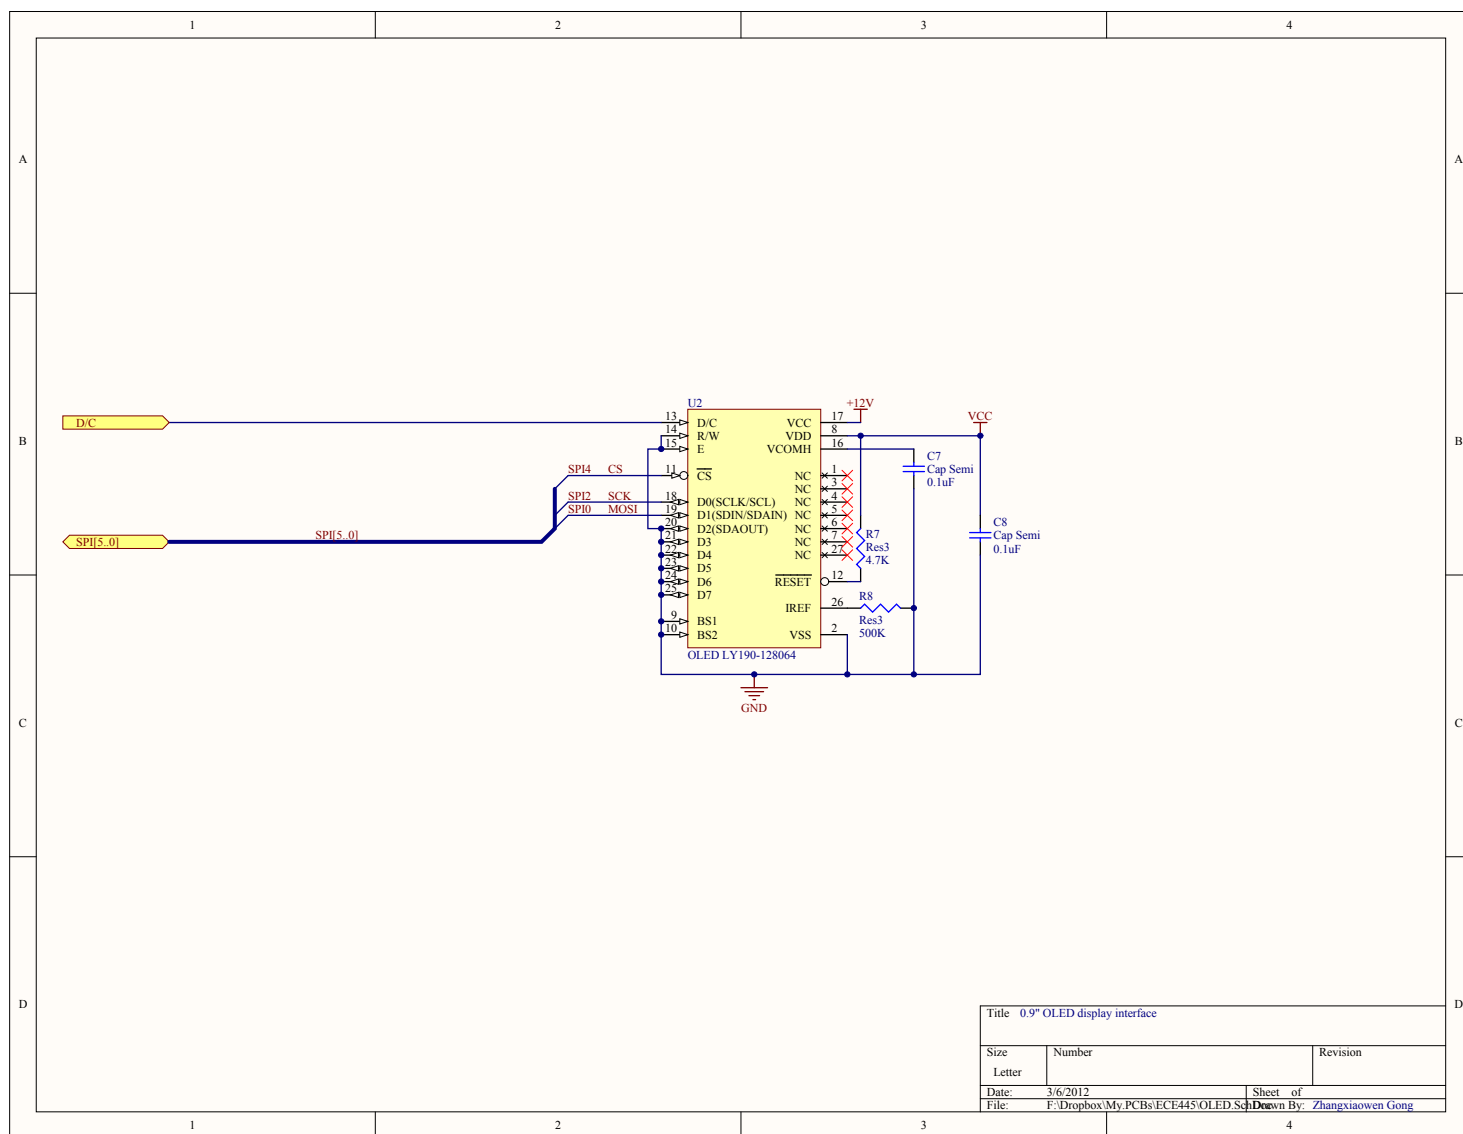 1 2 3 4
A A
B B
C C
D D
D/C
SPI[5..0]
SPI[5..0]
SPI4 CS
SPI2 SCK
SPI0 MOSI
U2
13 D/C
14 R/W
15 E
11 CS
18 D0(SCLK/SCL)
19 D1(SDIN/SDAIN)
20 D2(SDAOUT)
21 D3
22 D4
23 D5
24 D6
25 D7
9 BS1
10 BS2
VCC 17
VDD 8
VCOMH 16
NC 1
NC 3
NC 4
NC 5
NC 6
NC 7
NC 27
RESET 12
IREF 26
VSS 2
OLED LY190-128064
+12V
VCC
C7
Cap Semi
0.1uF
C8
Cap Semi
0.1uF
R7
Res3
4.7K
R8
Res3
500K
GND
Title 0.9" OLED display interface
Size Number Revision
Letter
Date: 3/6/2012 Sheet of
File: F:\Dropbox\My.PCBs\ECE445\OLED.SchDoc Drawn By: Zhangxiaowen Gong
1 2 3 4